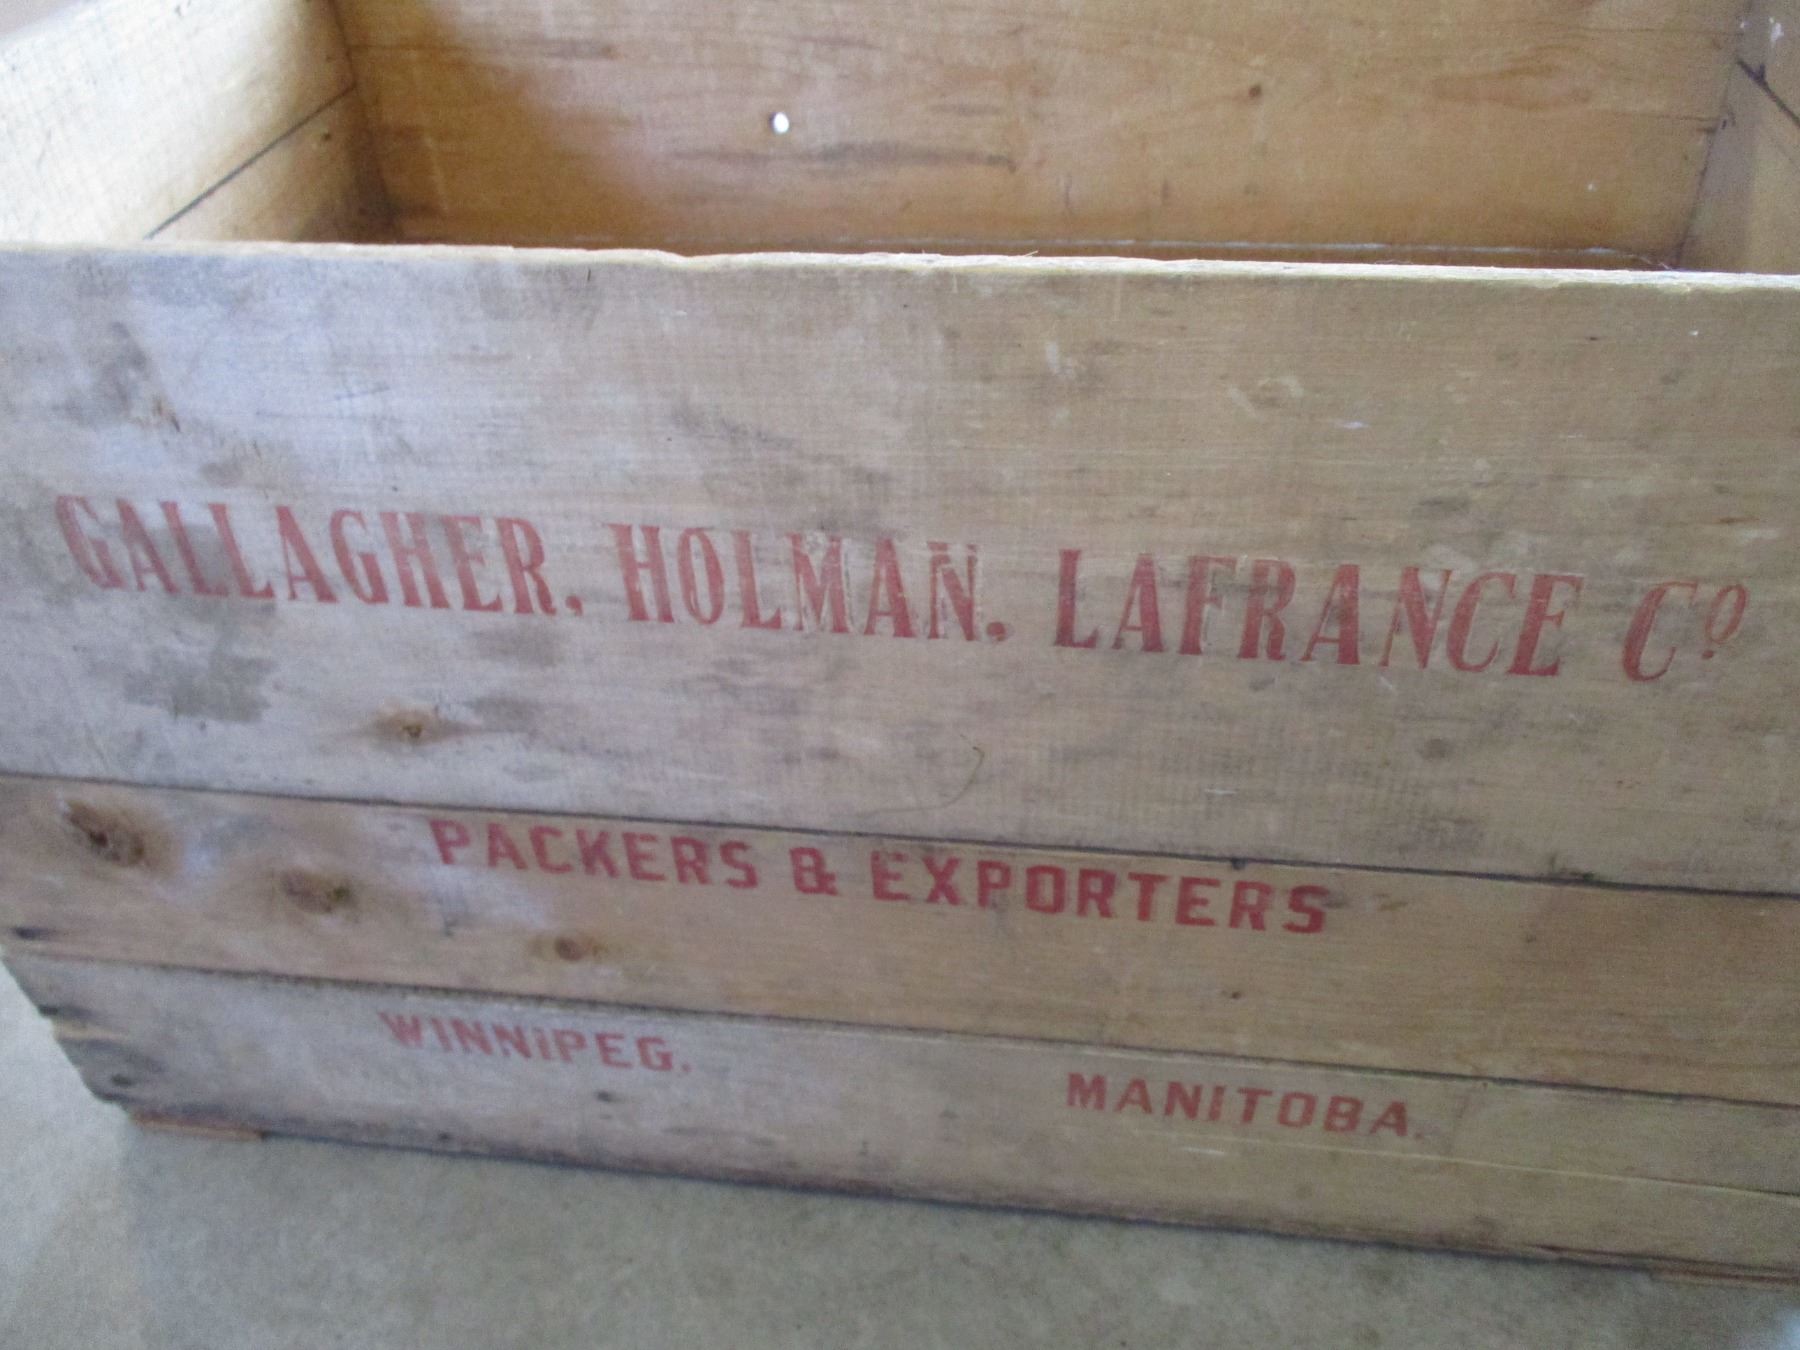 GALLAGHER. HOLMAN. LAFRANCE Cº.
PACKERS & EXPORTERS
WINNIPEG. MANITOBA.